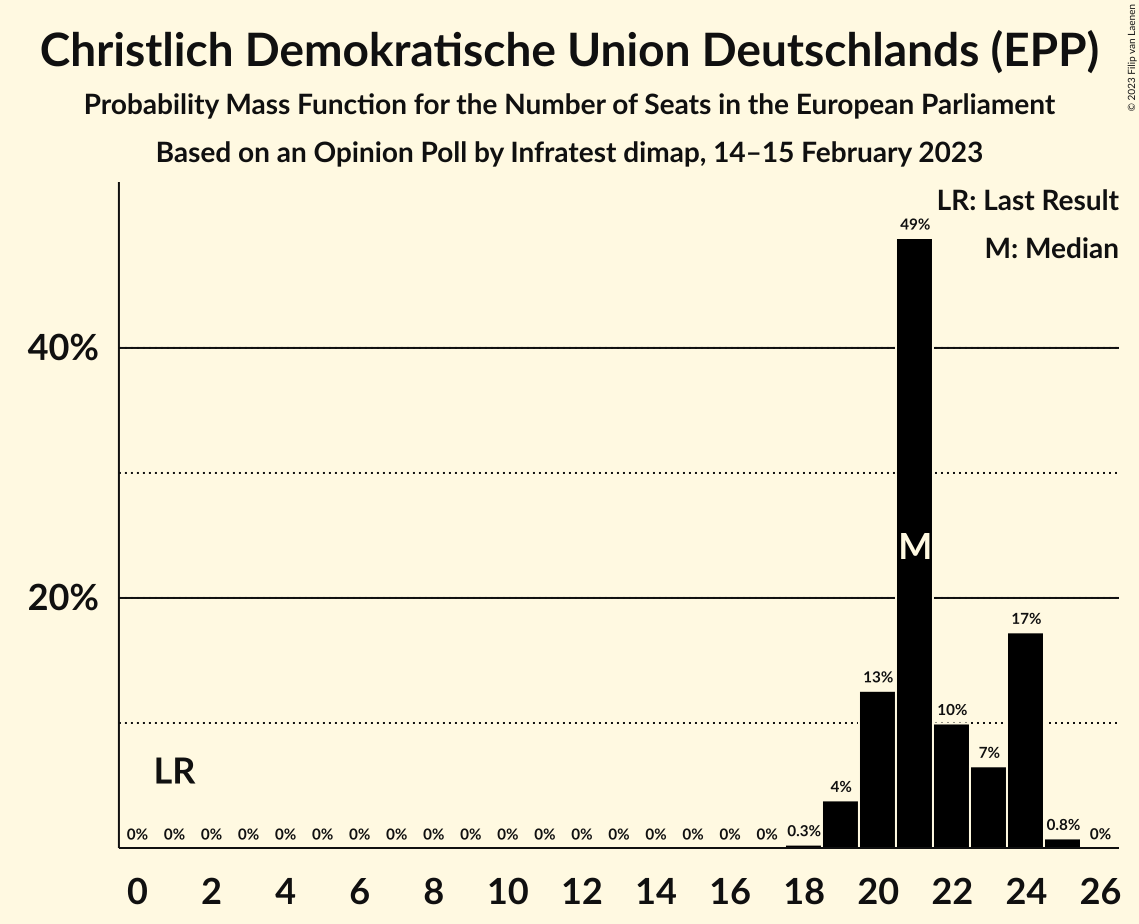 Christlich Demokratische Union Deutschlands (EPP)
Probability Mass Function for the Number of Seats in the European Parliament
Based on an Opinion Poll by Infratest dimap, 14–15 February 2023
© 2023 Filip van Laenen
LR: Last Result
M: Median
49%
40%
M
20%
17%
13%
10%
7%
LR
4%
0% 0% 0% 0% 0% 0% 0% 0% 0% 0% 0% 0% 0% 0% 0% 0% 0% 0% 0.3% 0.8% 0%
0 2 4 6 8 10 12 14 16 18 20 22 24 26